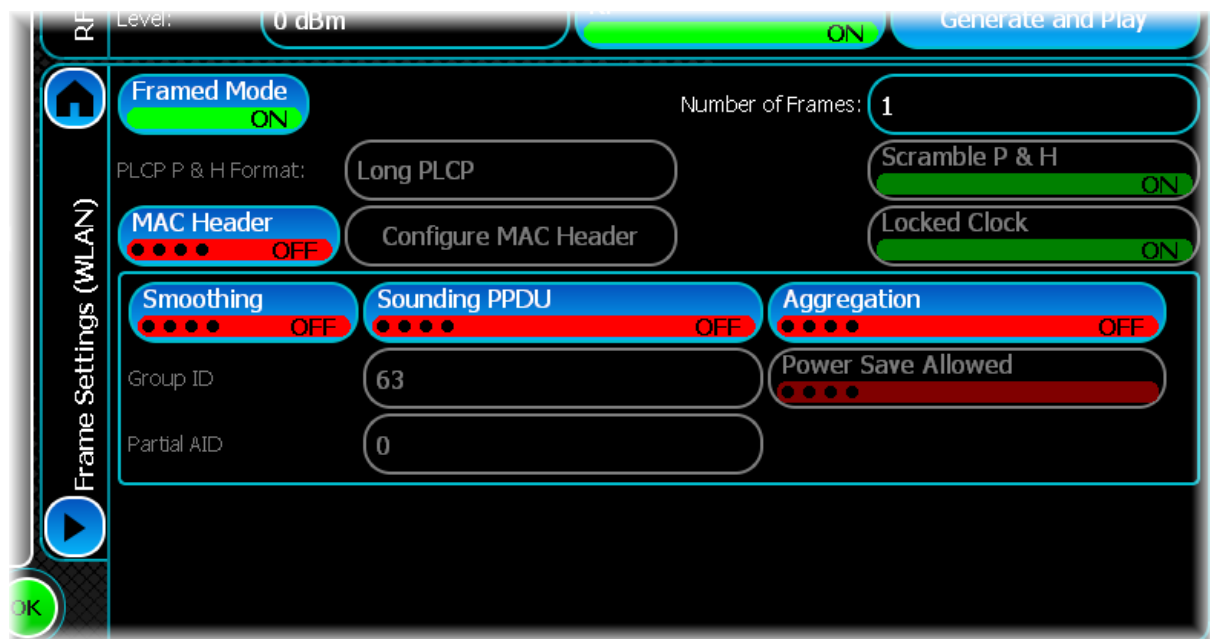 RF
Level:
0 dBm
ON
Generate and Play
Framed Mode
ON
Number of Frames:
1
PLCP P & H Format:
Long PLCP
Scramble P & H
ON
MAC Header
OFF
Configure MAC Header
Locked Clock
ON
Frame Settings (WLAN)
Smoothing
OFF
Sounding PPDU
OFF
Aggregation
OFF
Group ID
63
Power Save Allowed
Partial AID
0
OK